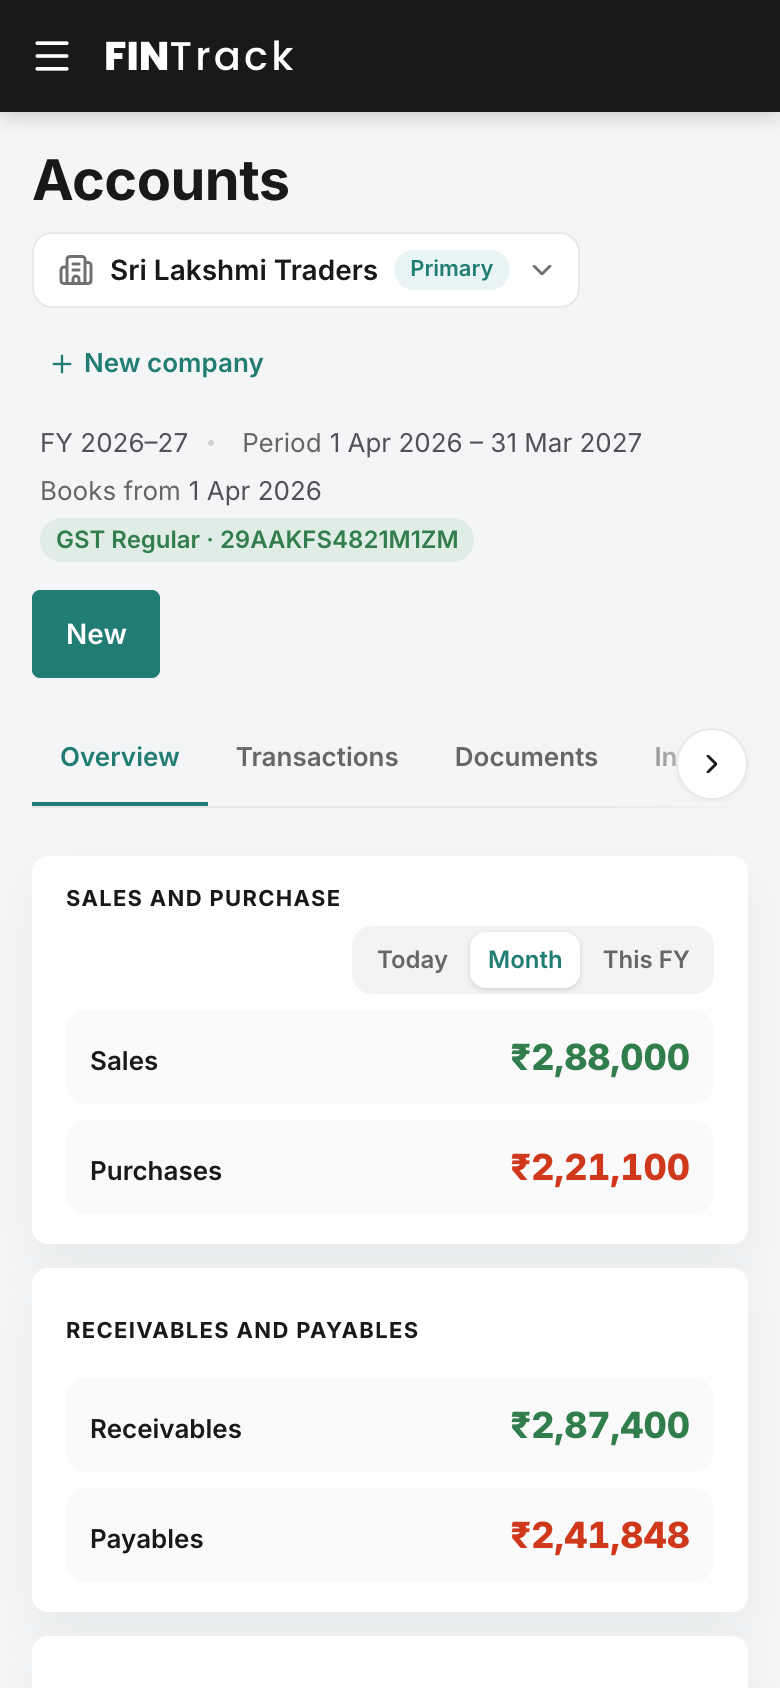 FINTrack
Accounts
Sri Lakshmi Traders Primary
+ New company
FY 2026–27 • Period 1 Apr 2026 – 31 Mar 2027
Books from 1 Apr 2026
GST Regular · 29AAKFS4821M1ZM
New
Overview Transactions Documents In
SALES AND PURCHASE
Today Month This FY
Sales ₹2,88,000
Purchases ₹2,21,100
RECEIVABLES AND PAYABLES
Receivables ₹2,87,400
Payables ₹2,41,848